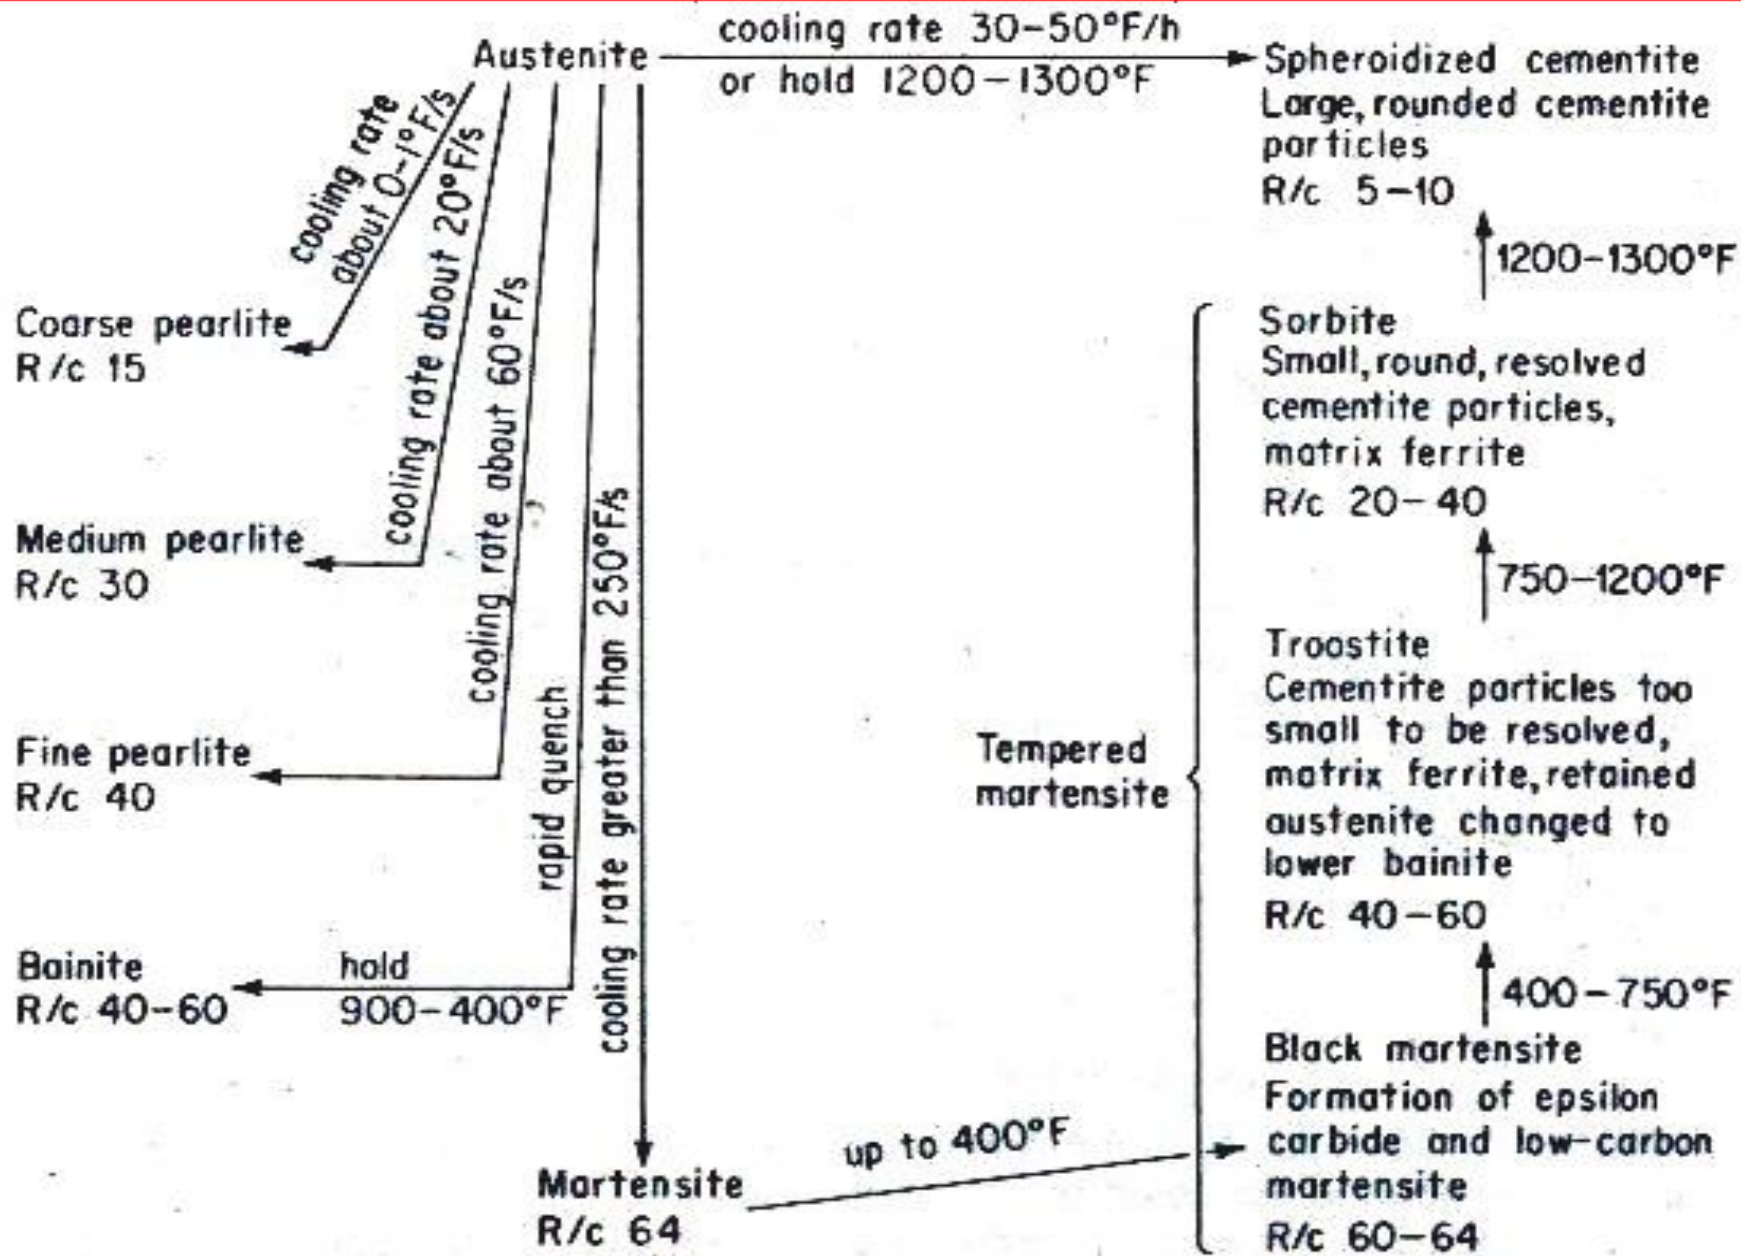 Austenite
cooling rate 30-50°F/h
or hold 1200-1300°F
Spheroidized cementite
Large, rounded cementite
particles
R/c 5-10
1200-1300°F
cooling rate
about 0-1°F/s
Coarse pearlite
R/c 15
cooling rate about 20°F/s
Medium pearlite
R/c 30
cooling rate about 60°F/s
Fine pearlite
R/c 40
rapid quench
Bainite
R/c 40-60
hold
900-400°F
cooling rate greater than 250°F/s
Martensite
R/c 64
up to 400°F
Tempered
martensite
Sorbite
Small, round, resolved
cementite particles,
matrix ferrite
R/c 20-40
750-1200°F
Troostite
Cementite particles too
small to be resolved,
matrix ferrite, retained
austenite changed to
lower bainite
R/c 40-60
400-750°F
Black martensite
Formation of epsilon
carbide and low-carbon
martensite
R/c 60-64